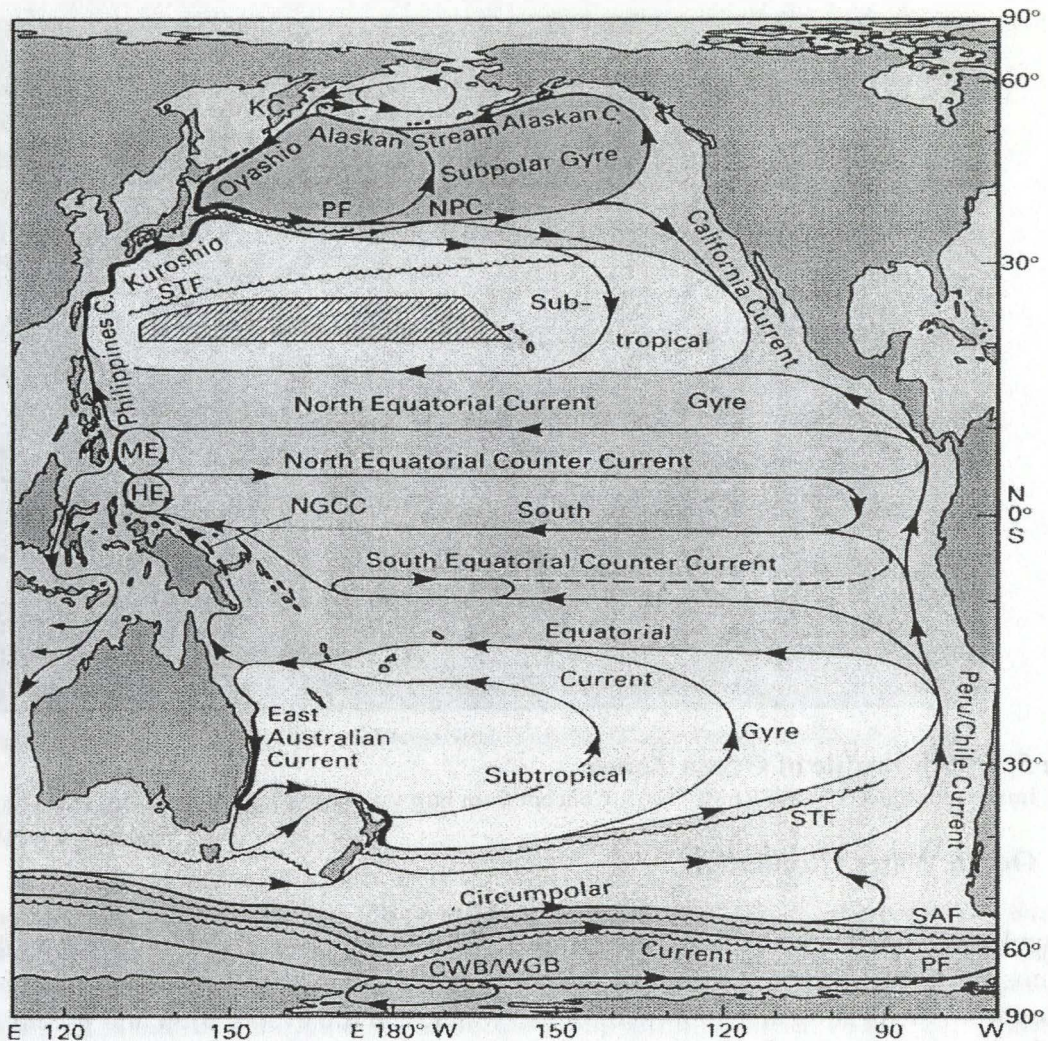 90°
60°
KC
Alaskan Stream
Alaskan C.
Oyashio
Subpolar Gyre
PF
NPC
California Current
30°
Kuroshio
STF
Philippines C.
Sub-
tropical
North Equatorial Current
Gyre
ME
North Equatorial Counter Current
HE
NGCC
South
N
0°
S
South Equatorial Counter Current
Equatorial
Current
East
Australian
Current
Gyre
Peru/Chile Current
30°
Subtropical
STF
Circumpolar
SAF
60°
Current
PF
CWB/WGB
90°
E 120 150 E 180 W 150 120 90 W